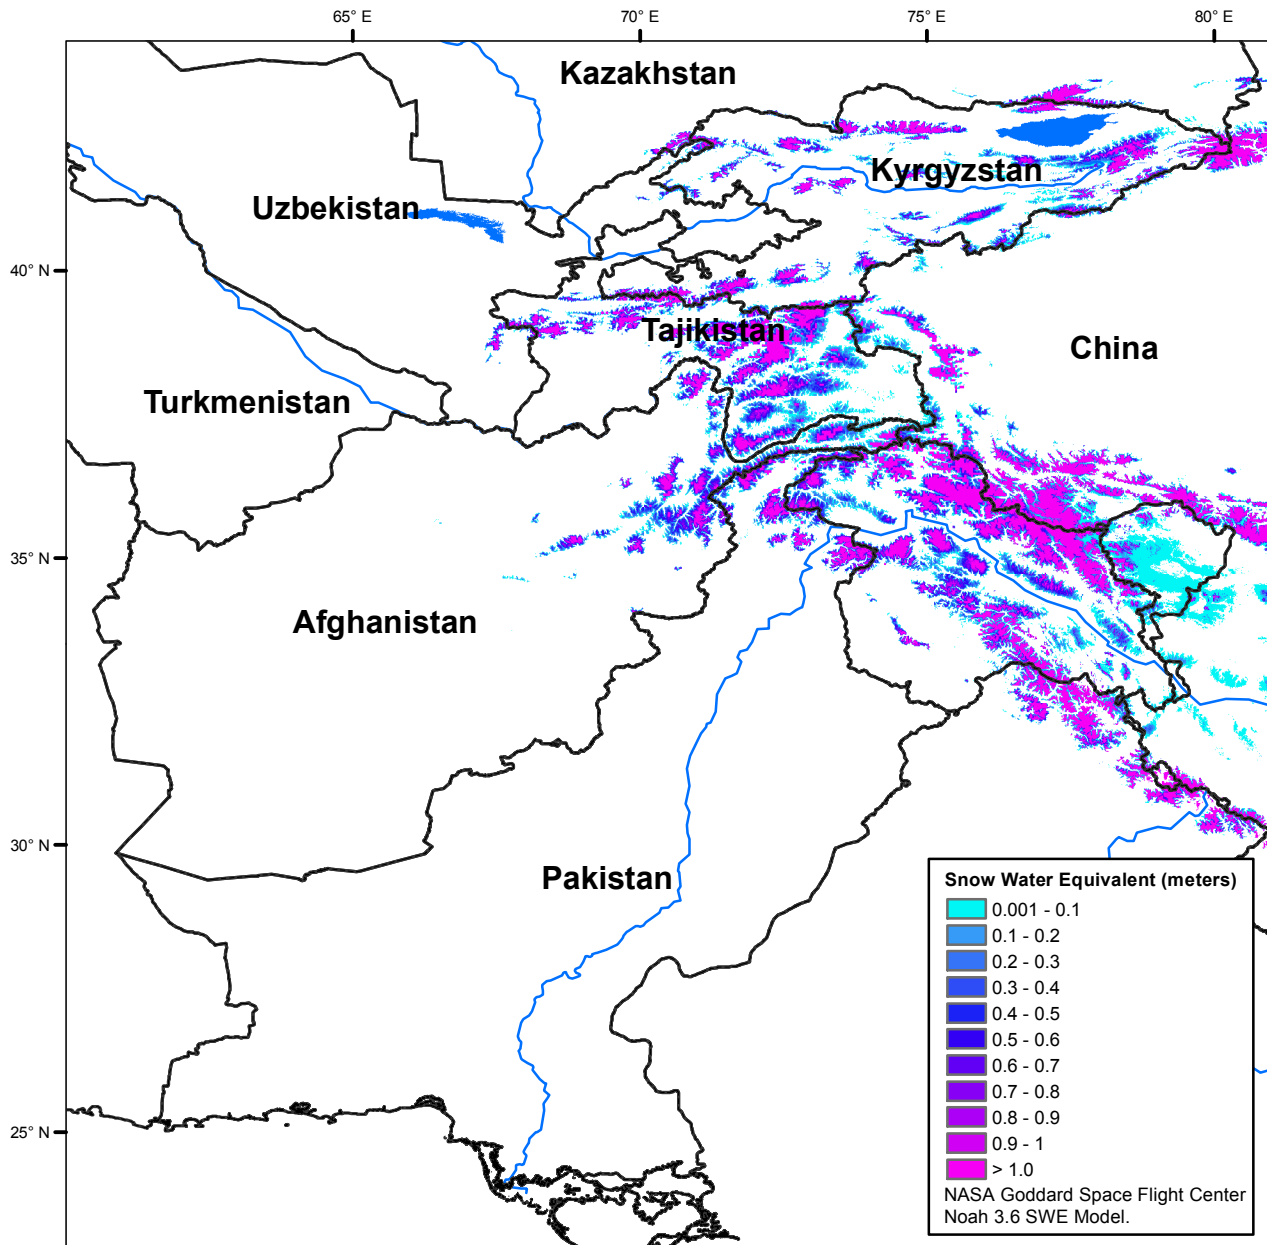 65° E
70° E
75° E
80° E
Kazakhstan
Kyrgyzstan
Uzbekistan
40° N
Tajikistan
China
Turkmenistan
35° N
Afghanistan
30° N
Pakistan
25° N
Snow Water Equivalent (meters)
0.001 - 0.1
0.1 - 0.2
0.2 - 0.3
0.3 - 0.4
0.4 - 0.5
0.5 - 0.6
0.6 - 0.7
0.7 - 0.8
0.8 - 0.9
0.9 - 1
> 1.0
NASA Goddard Space Flight Center
Noah 3.6 SWE Model.